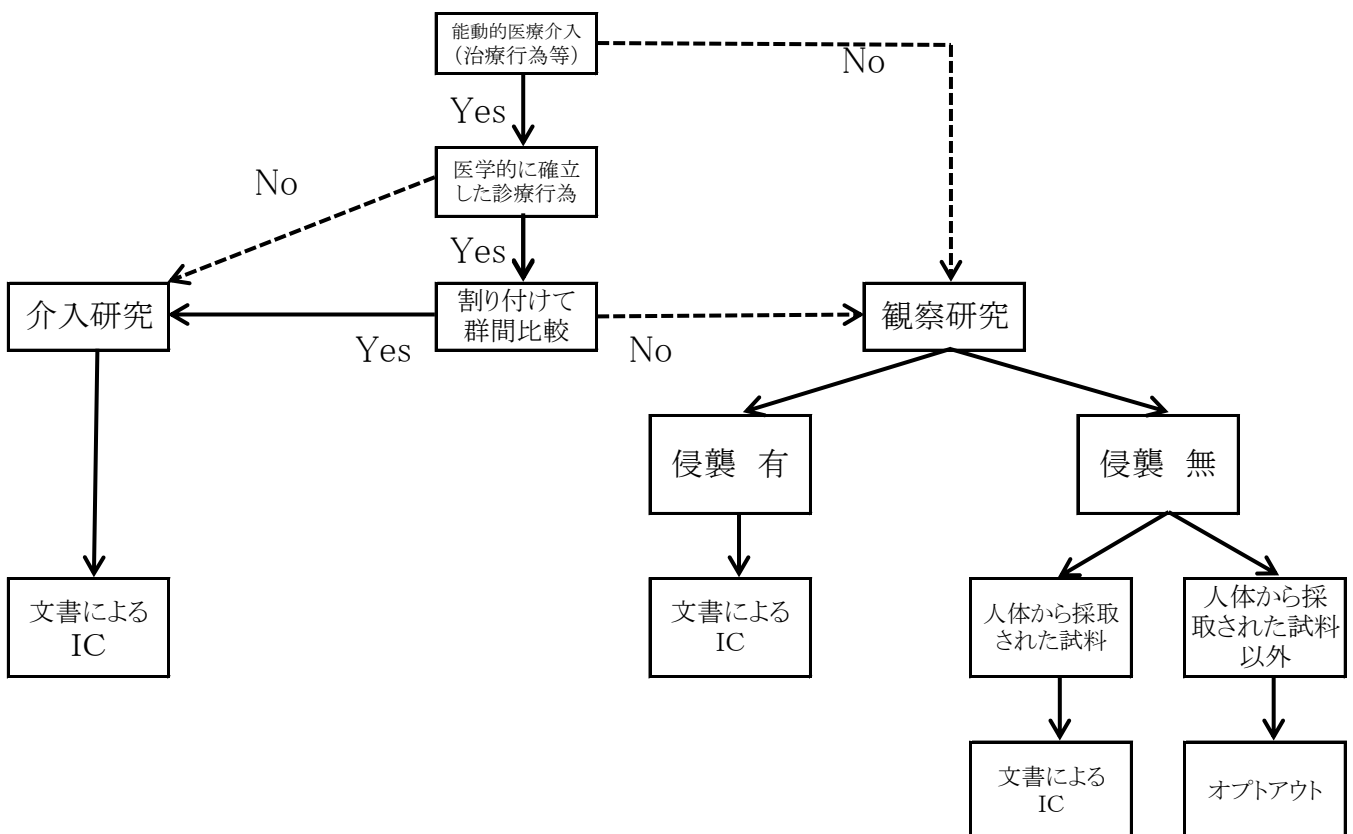 能動的医療介入
（治療行為等）
No
Yes
医学的に確立
した診療行為
No
Yes
介入研究
割り付けて
群間比較
観察研究
Yes
No
侵襲　有
侵襲　無
文書による
IC
文書による
IC
人体から採取
された試料
人体から採
取された試料
以外
文書による
IC
オプトアウト